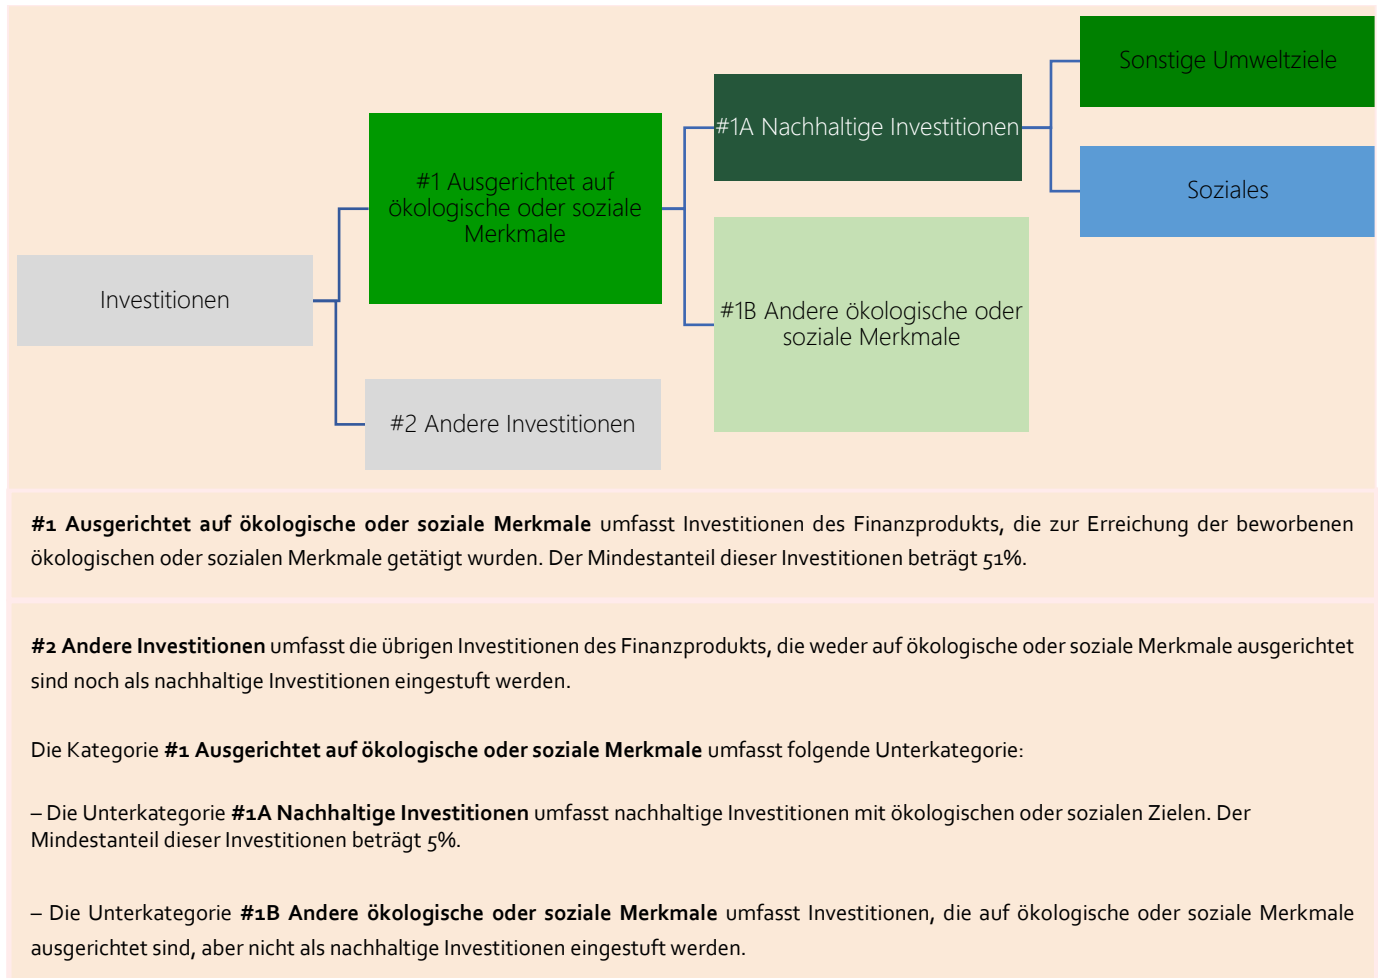 Sonstige Umweltziele
#1A Nachhaltige Investitionen
#1 Ausgerichtet auf
ökologische oder soziale
Merkmale
Soziales
Investitionen
#1B Andere ökologische oder
soziale Merkmale
#2 Andere Investitionen
#1 Ausgerichtet auf ökologische oder soziale Merkmale umfasst Investitionen des Finanzprodukts, die zur Erreichung der beworbenen
ökologischen oder sozialen Merkmale getätigt wurden. Der Mindestanteil dieser Investitionen beträgt 51%.
#2 Andere Investitionen umfasst die übrigen Investitionen des Finanzprodukts, die weder auf ökologische oder soziale Merkmale ausgerichtet
sind noch als nachhaltige Investitionen eingestuft werden.
Die Kategorie #1 Ausgerichtet auf ökologische oder soziale Merkmale umfasst folgende Unterkategorie:
– Die Unterkategorie #1A Nachhaltige Investitionen umfasst nachhaltige Investitionen mit ökologischen oder sozialen Zielen. Der
Mindestanteil dieser Investitionen beträgt 5%.
– Die Unterkategorie #1B Andere ökologische oder soziale Merkmale umfasst Investitionen, die auf ökologische oder soziale Merkmale
ausgerichtet sind, aber nicht als nachhaltige Investitionen eingestuft werden.